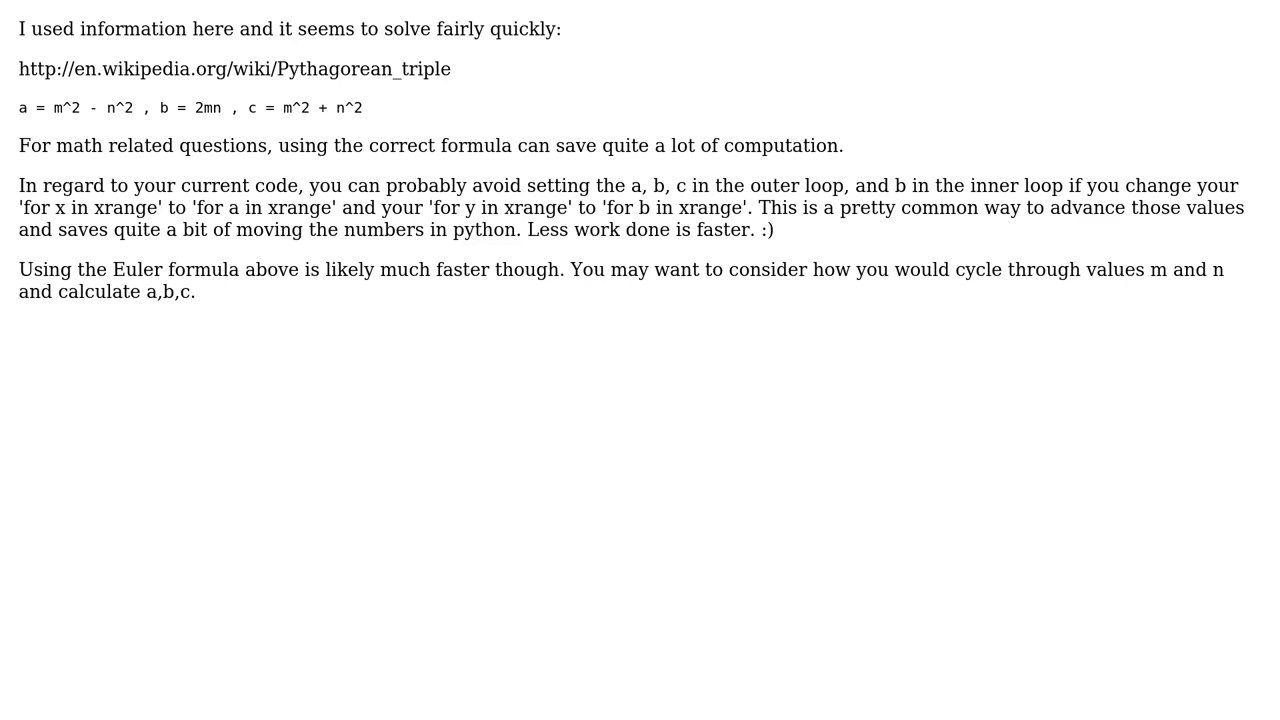 I used information here and it seems to solve fairly quickly:
http://en.wikipedia.org/wiki/Pythagorean_triple
a = m^2 - n^2 , b = 2mn , c = m^2 + n^2
For math related questions, using the correct formula can save quite a lot of computation.
In regard to your current code, you can probably avoid setting the a, b, c in the outer loop, and b in the inner loop if you change your
'for x in xrange' to 'for a in xrange' and your 'for y in xrange' to 'for b in xrange'. This is a pretty common way to advance those values
and saves quite a bit of moving the numbers in python. Less work done is faster. :)
Using the Euler formula above is likely much faster though. You may want to consider how you would cycle through values m and n
and calculate a,b,c.